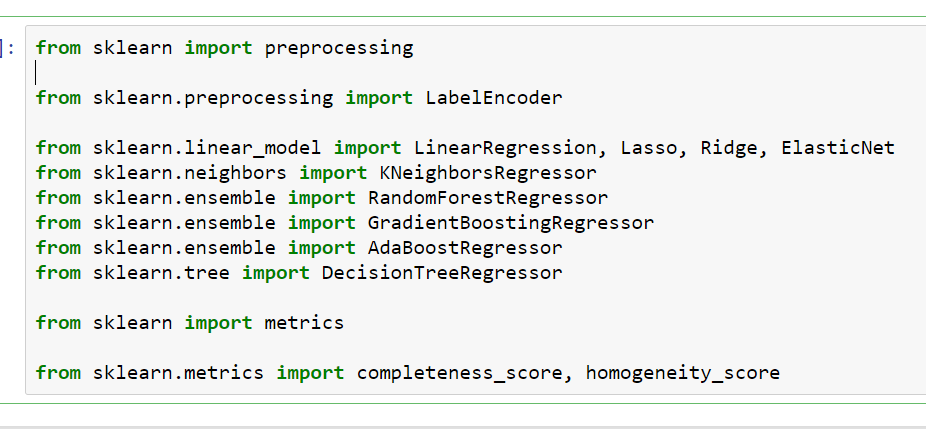 ]:
from sklearn import preprocessing
from sklearn.preprocessing import LabelEncoder
from sklearn.linear_model import LinearRegression, Lasso, Ridge, ElasticNet
from sklearn.neighbors import KNeighborsRegressor
from sklearn.ensemble import RandomForestRegressor
from sklearn.ensemble import GradientBoostingRegressor
from sklearn.ensemble import AdaBoostRegressor
from sklearn.tree import DecisionTreeRegressor
from sklearn import metrics
from sklearn.metrics import completeness_score, homogeneity_score